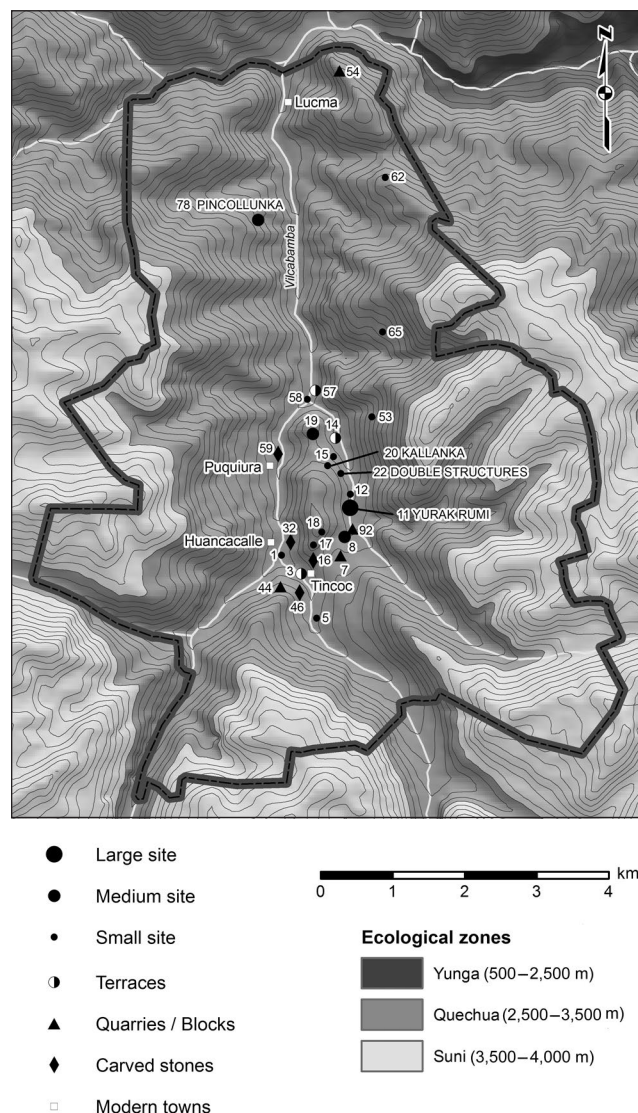 N
54
Lucma
62
78 PINCOLLUNKA
Vilcabamba
65
57
58
53
19
14
59
15
20 KALLANKA
Puquiura
22 DOUBLE STRUCTURES
12
11 YURAK RUMI
18
92
32
Huancacalle
17
8
1
16
7
3
Tincoc
44
46
5
Large site
Medium site
Small site
Terraces
Quarries / Blocks
Carved stones
Modern towns
km
0 1 2 3 4
Ecological zones
Yunga (500–2,500 m)
Quechua (2,500–3,500 m)
Suni (3,500–4,000 m)